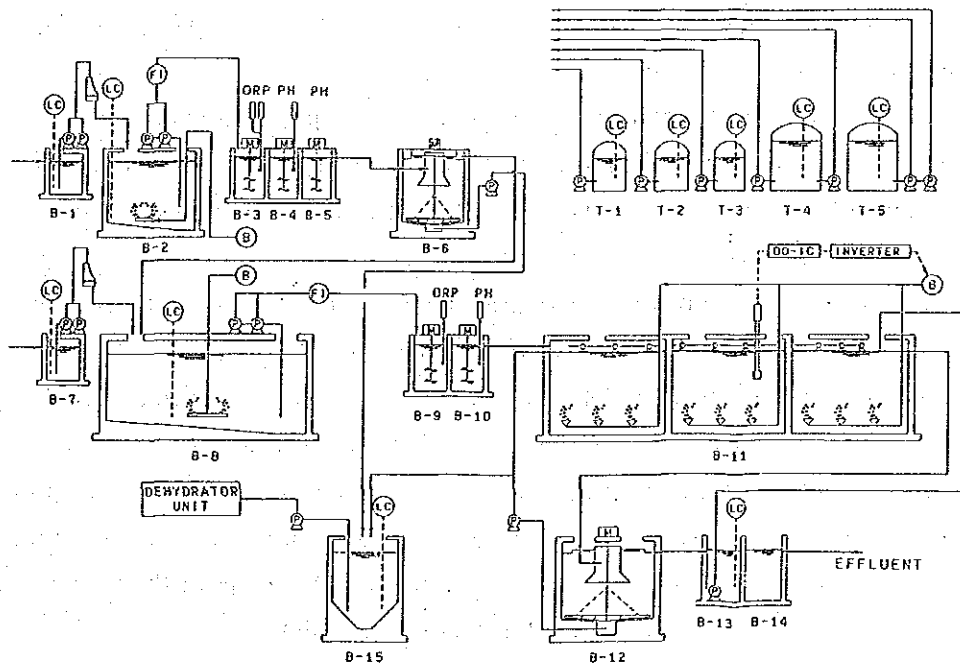 LC
LC
FI
P P
P P
ORP PH PH
M M M
B-1
B-2
B
B-3 B-4 B-5
B-6
P
LC LC LC LC LC
P P P P P P P
T-1 T-2 T-3 T-4 T-5
LC
P P
B-7
LC
B
FI
P P
B-8
ORP PH
M M
B-9 B-10
DO-IC INVERTER
B
B-11
DEHYDRATOR
UNIT
P
LC
B-15
P
M
B-12
LC
P
B-13 B-14
EFFLUENT